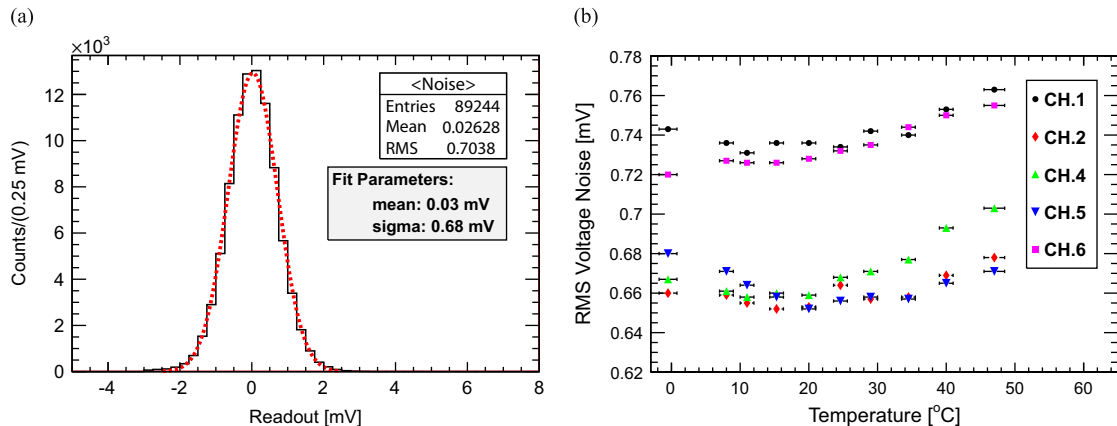 (a)
×10³
<Noise>
Entries 89244
Mean 0.02628
RMS 0.7038
Fit Parameters:
mean: 0.03 mV
sigma: 0.68 mV
12
10
8
6
4
2
0
-4 -2 0 2 4 6 8
Counts/(0.25 mV)
Readout [mV]
(b)
0.78
0.76
0.74
0.72
0.7
0.68
0.66
0.64
0.62
0 10 20 30 40 50 60
RMS Voltage Noise [mV]
Temperature [°C]
CH.1
CH.2
CH.4
CH.5
CH.6